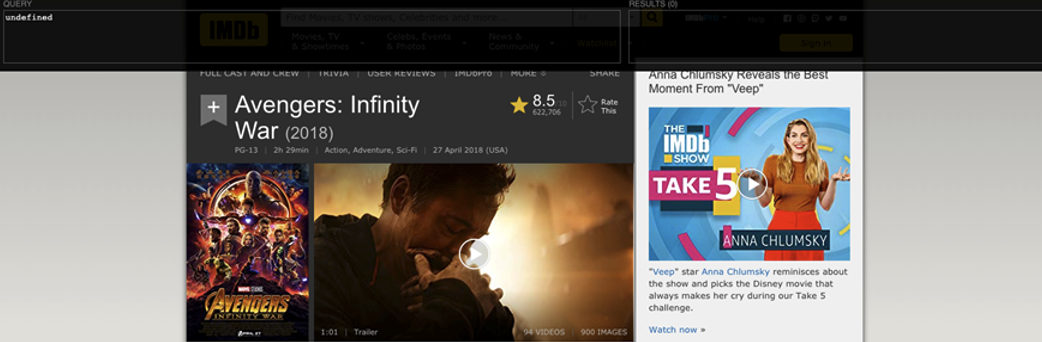 QUERY
undefined
RESULTS (0)
IMDb
Find Movies, TV shows, Celebrities and more...
All
IMDbPro
Help
Movies, TV
& Showtimes
Celebs, Events
& Photos
News &
Community
Watchlist
Sign in
FULL CAST AND CREW | TRIVIA | USER REVIEWS | IMDbPro | MORE
SHARE
+
Avengers: Infinity
War (2018)
8.5/10
622,706
Rate
This
PG-13 | 2h 29min | Action, Adventure, Sci-Fi | 27 April 2018 (USA)
MARVEL STUDIOS
AVENGERS
INFINITY WAR
APRIL 27
1:01 | Trailer
94 VIDEOS | 900 IMAGES
Anna Chlumsky Reveals the Best
Moment From "Veep"
THE
IMDb
SHOW
TAKE 5
ANNA CHLUMSKY
"Veep" star Anna Chlumsky reminisces about
the show and picks the Disney movie that
always makes her cry during our Take 5
challenge.
Watch now »